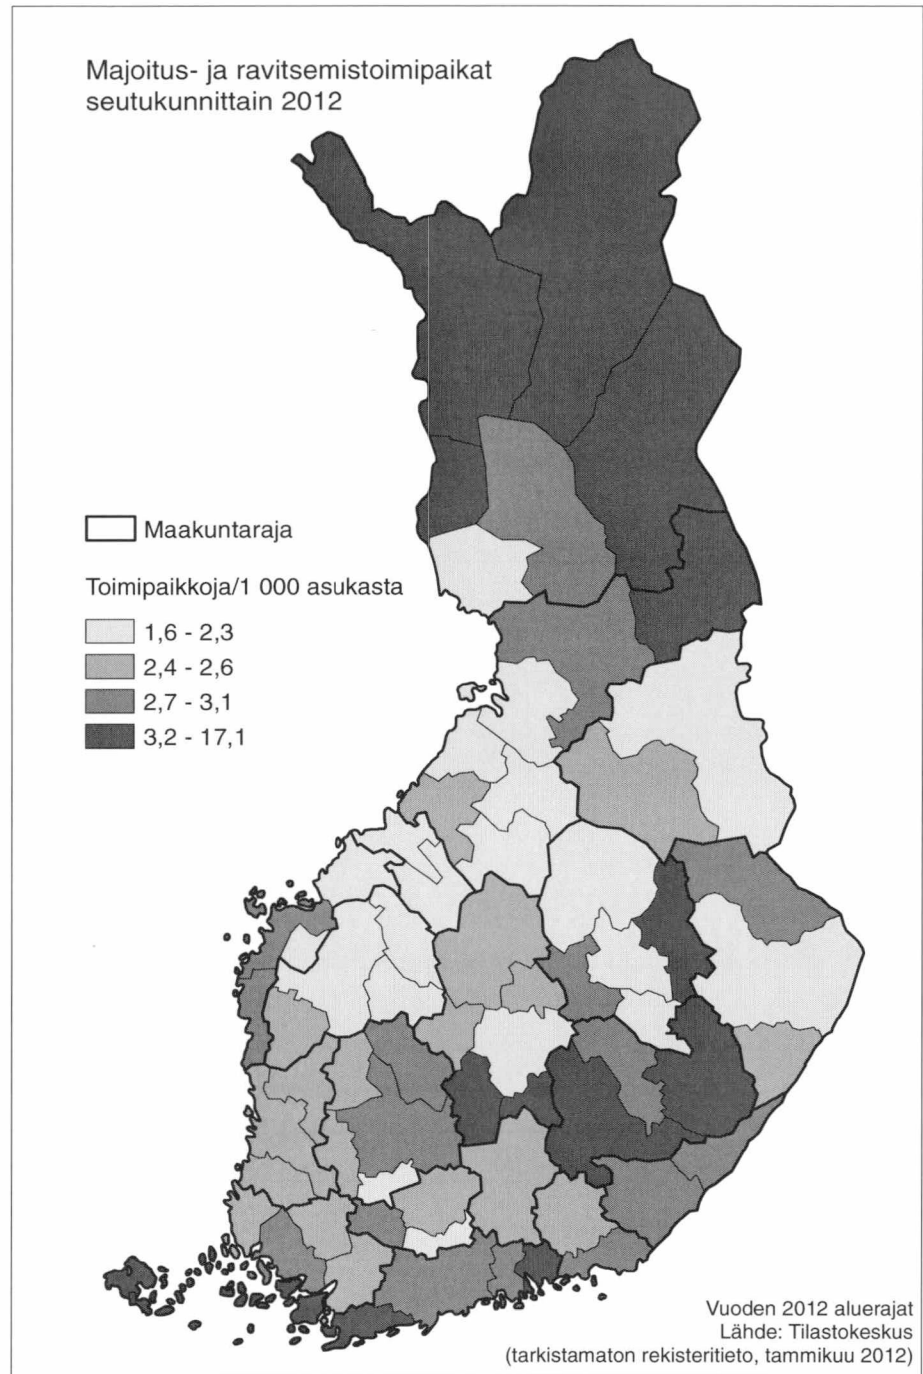 Majoitus- ja ravitsemistoimipaikat
seutukunnittain 2012
Maakuntaraja
Toimipaikkoja/1 000 asukasta
1,6 - 2,3
2,4 - 2,6
2,7 - 3,1
3,2 - 17,1
Vuoden 2012 aluerajat
Lähde: Tilastokeskus
(tarkistamaton rekisteritieto, tammikuu 2012)